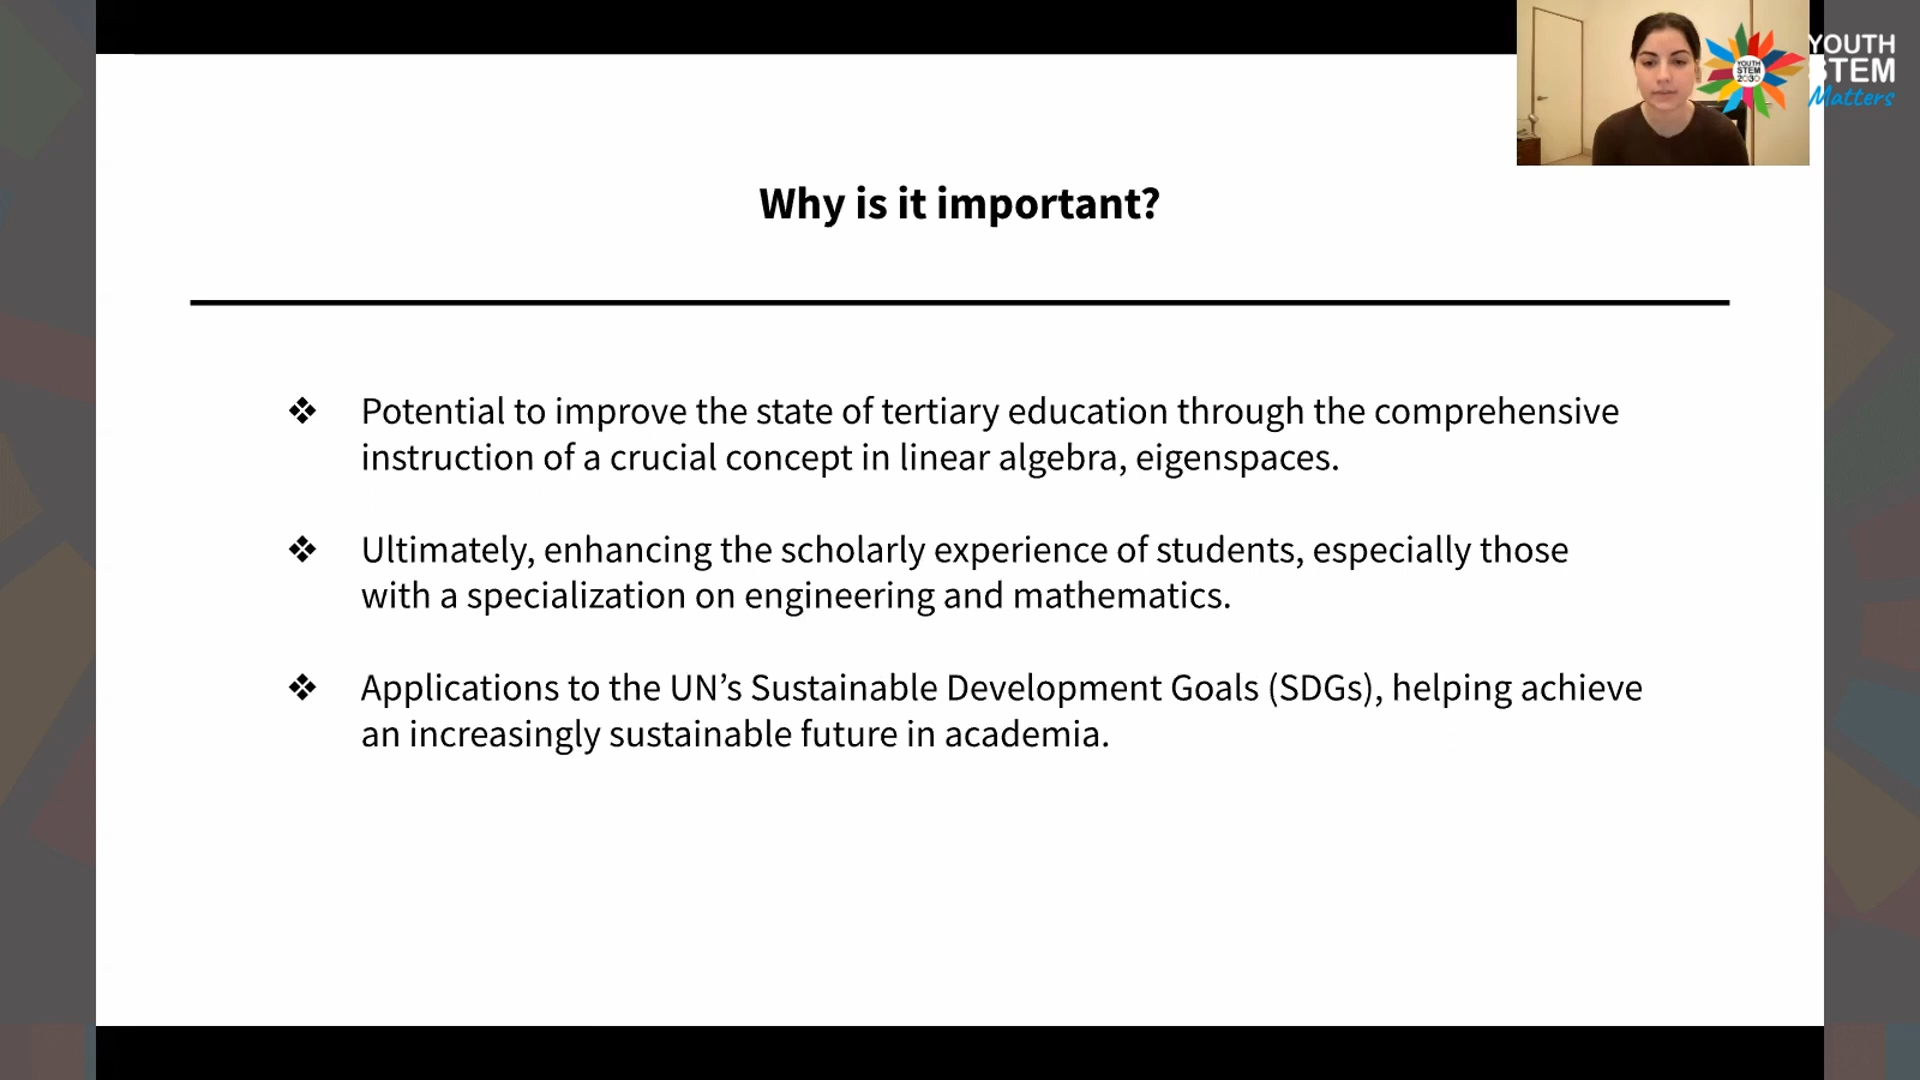 YOUTH
STEM
Matters
YOUTH
STEM
2030
Why is it important?
❖ Potential to improve the state of tertiary education through the comprehensive
instruction of a crucial concept in linear algebra, eigenspaces.
❖ Ultimately, enhancing the scholarly experience of students, especially those
with a specialization on engineering and mathematics.
❖ Applications to the UN’s Sustainable Development Goals (SDGs), helping achieve
an increasingly sustainable future in academia.